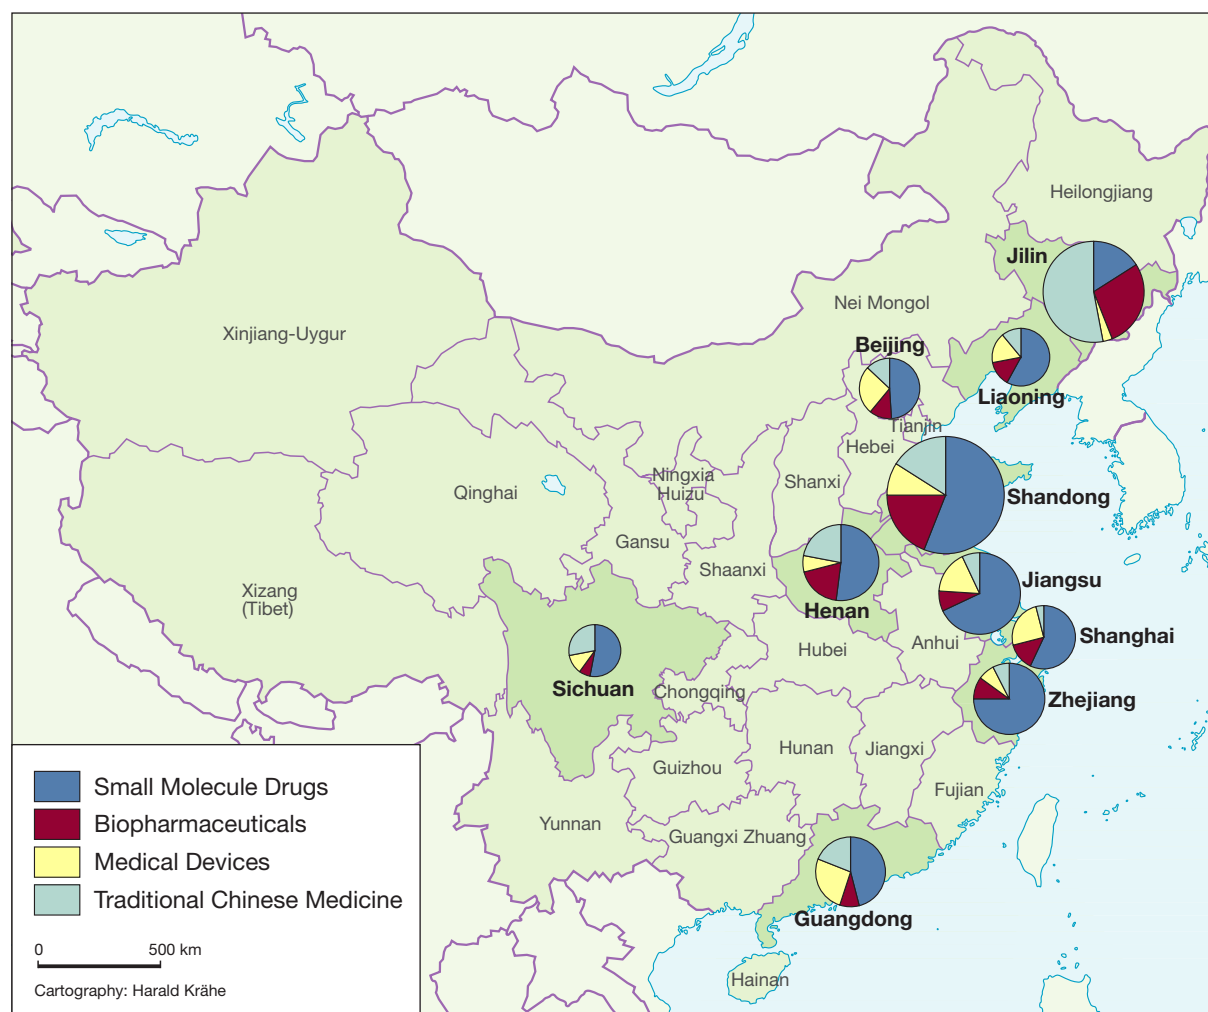 Heilongjiang
Jilin
Nei Mongol
Xinjiang-Uygur
Beijing
Liaoning
Tianjin
Hebei
Ningxia
Huizu
Shanxi
Qinghai
Shandong
Gansu
Shaanxi
Jiangsu
Xizang
(Tibet)
Henan
Shanghai
Anhui
Hubei
Sichuan
Chongqing
Zhejiang
Hunan
Jiangxi
Guizhou
Fujian
Yunnan
Guangxi Zhuang
Guangdong
Hainan
Small Molecule Drugs
Biopharmaceuticals
Medical Devices
Traditional Chinese Medicine
0 500 km
Cartography: Harald Krähe